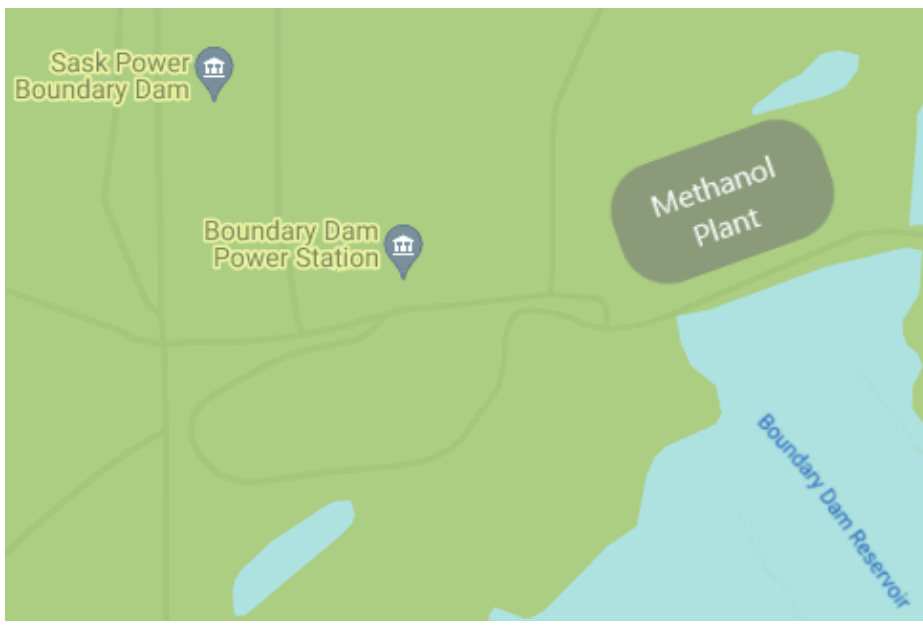 Sask Power
Boundary Dam
Methanol
Plant
Boundary Dam
Power Station
Boundary Dam Reservoir